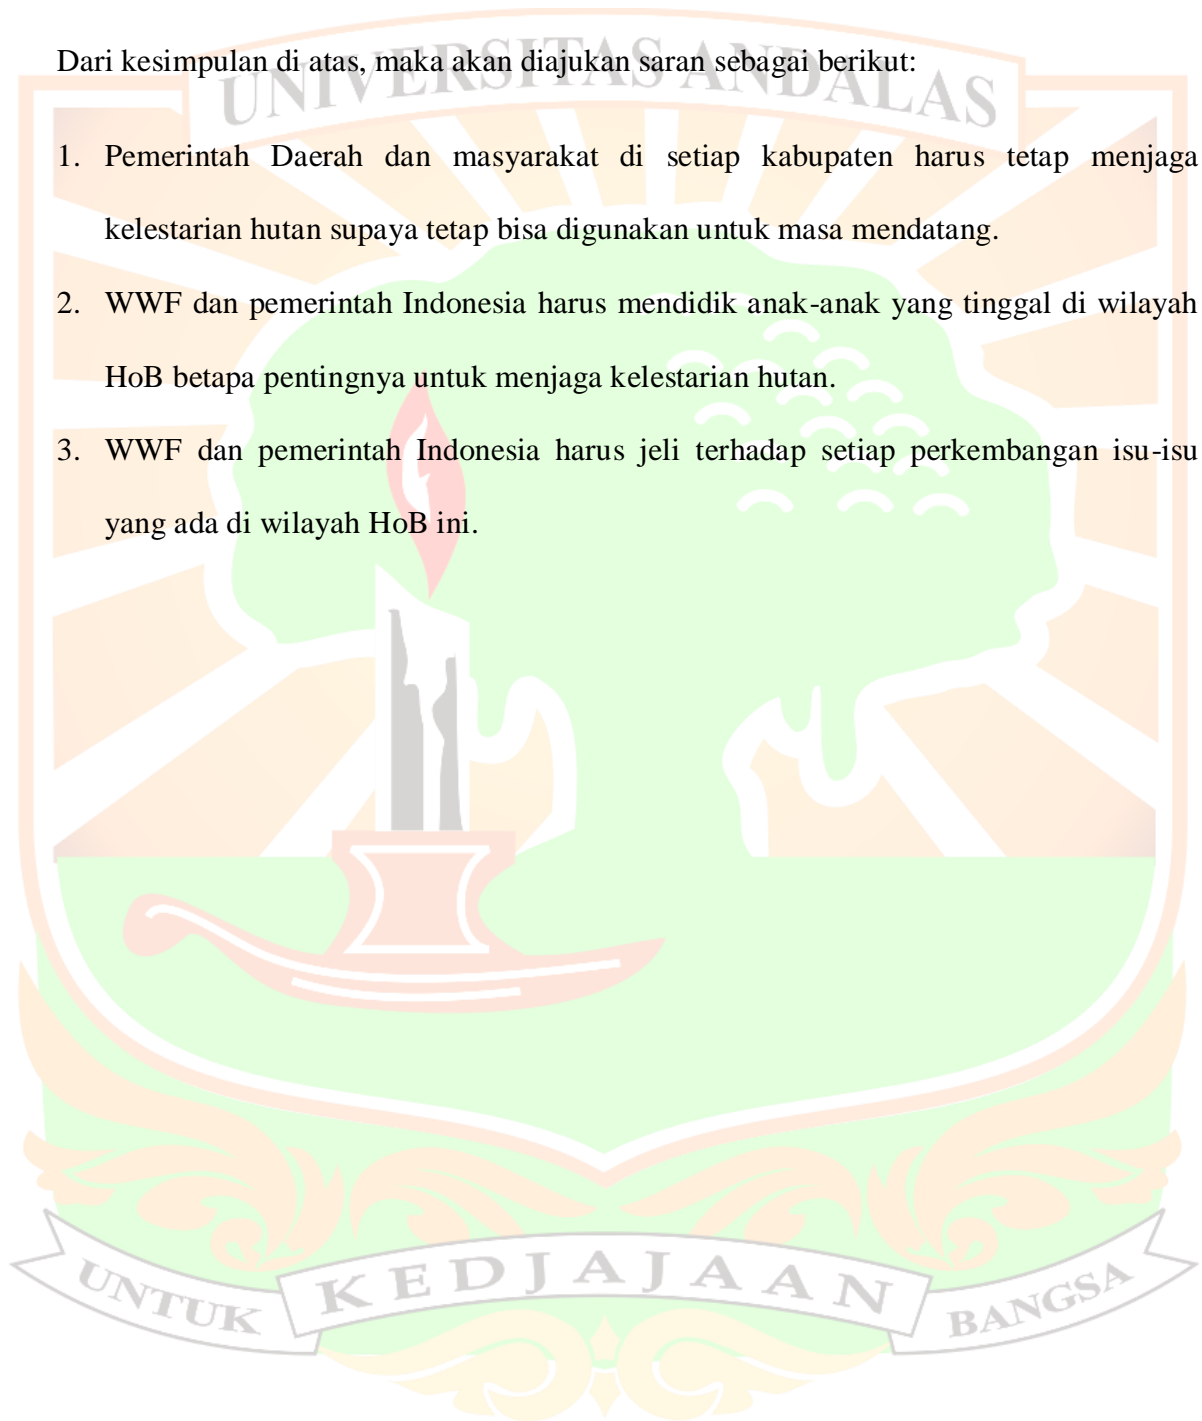 UNIVERSITAS ANDALAS
Dari kesimpulan di atas, maka akan diajukan saran sebagai berikut:
1. Pemerintah Daerah dan masyarakat di setiap kabupaten harus tetap menjaga
kelestarian hutan supaya tetap bisa digunakan untuk masa mendatang.
2. WWF dan pemerintah Indonesia harus mendidik anak-anak yang tinggal di wilayah
HoB betapa pentingnya untuk menjaga kelestarian hutan.
3. WWF dan pemerintah Indonesia harus jeli terhadap setiap perkembangan isu-isu
yang ada di wilayah HoB ini.
UNTUK KEDJAJAAN BANGSA